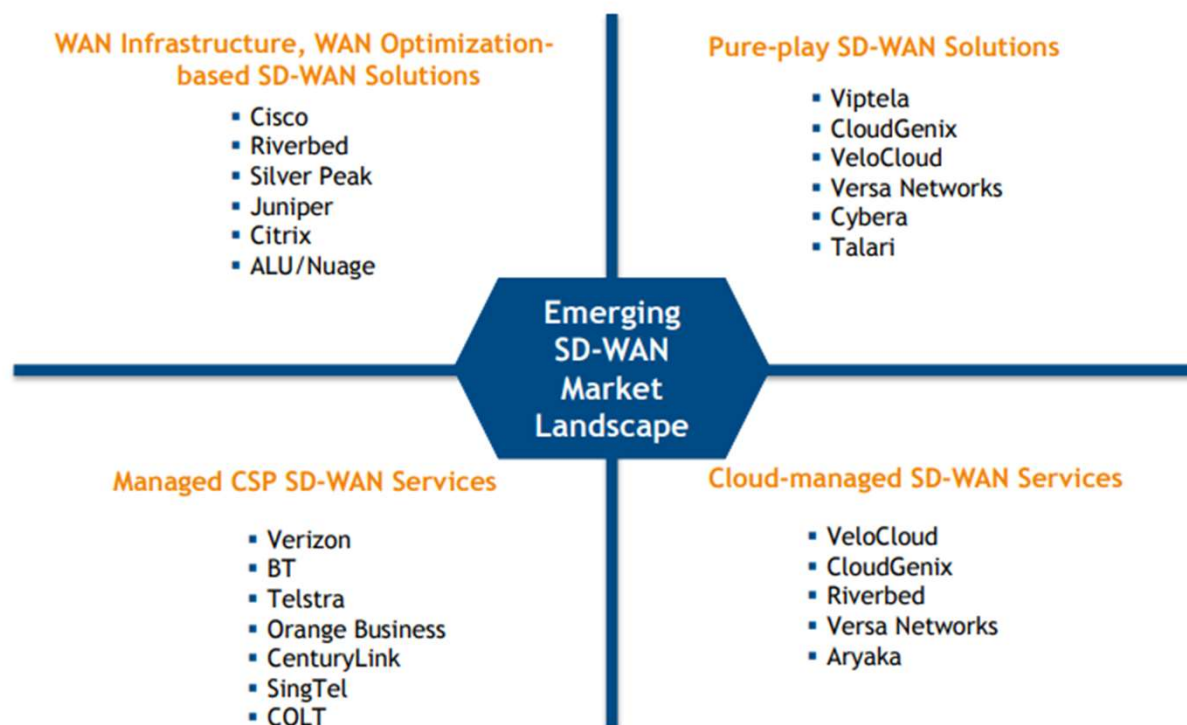 WAN Infrastructure, WAN Optimization-
based SD-WAN Solutions
▪ Cisco
▪ Riverbed
▪ Silver Peak
▪ Juniper
▪ Citrix
▪ ALU/Nuage
Pure-play SD-WAN Solutions
▪ Viptela
▪ CloudGenix
▪ VeloCloud
▪ Versa Networks
▪ Cybera
▪ Talari
Emerging
SD-WAN
Market
Landscape
Managed CSP SD-WAN Services
▪ Verizon
▪ BT
▪ Telstra
▪ Orange Business
▪ CenturyLink
▪ SingTel
▪ COLT
Cloud-managed SD-WAN Services
▪ VeloCloud
▪ CloudGenix
▪ Riverbed
▪ Versa Networks
▪ Aryaka